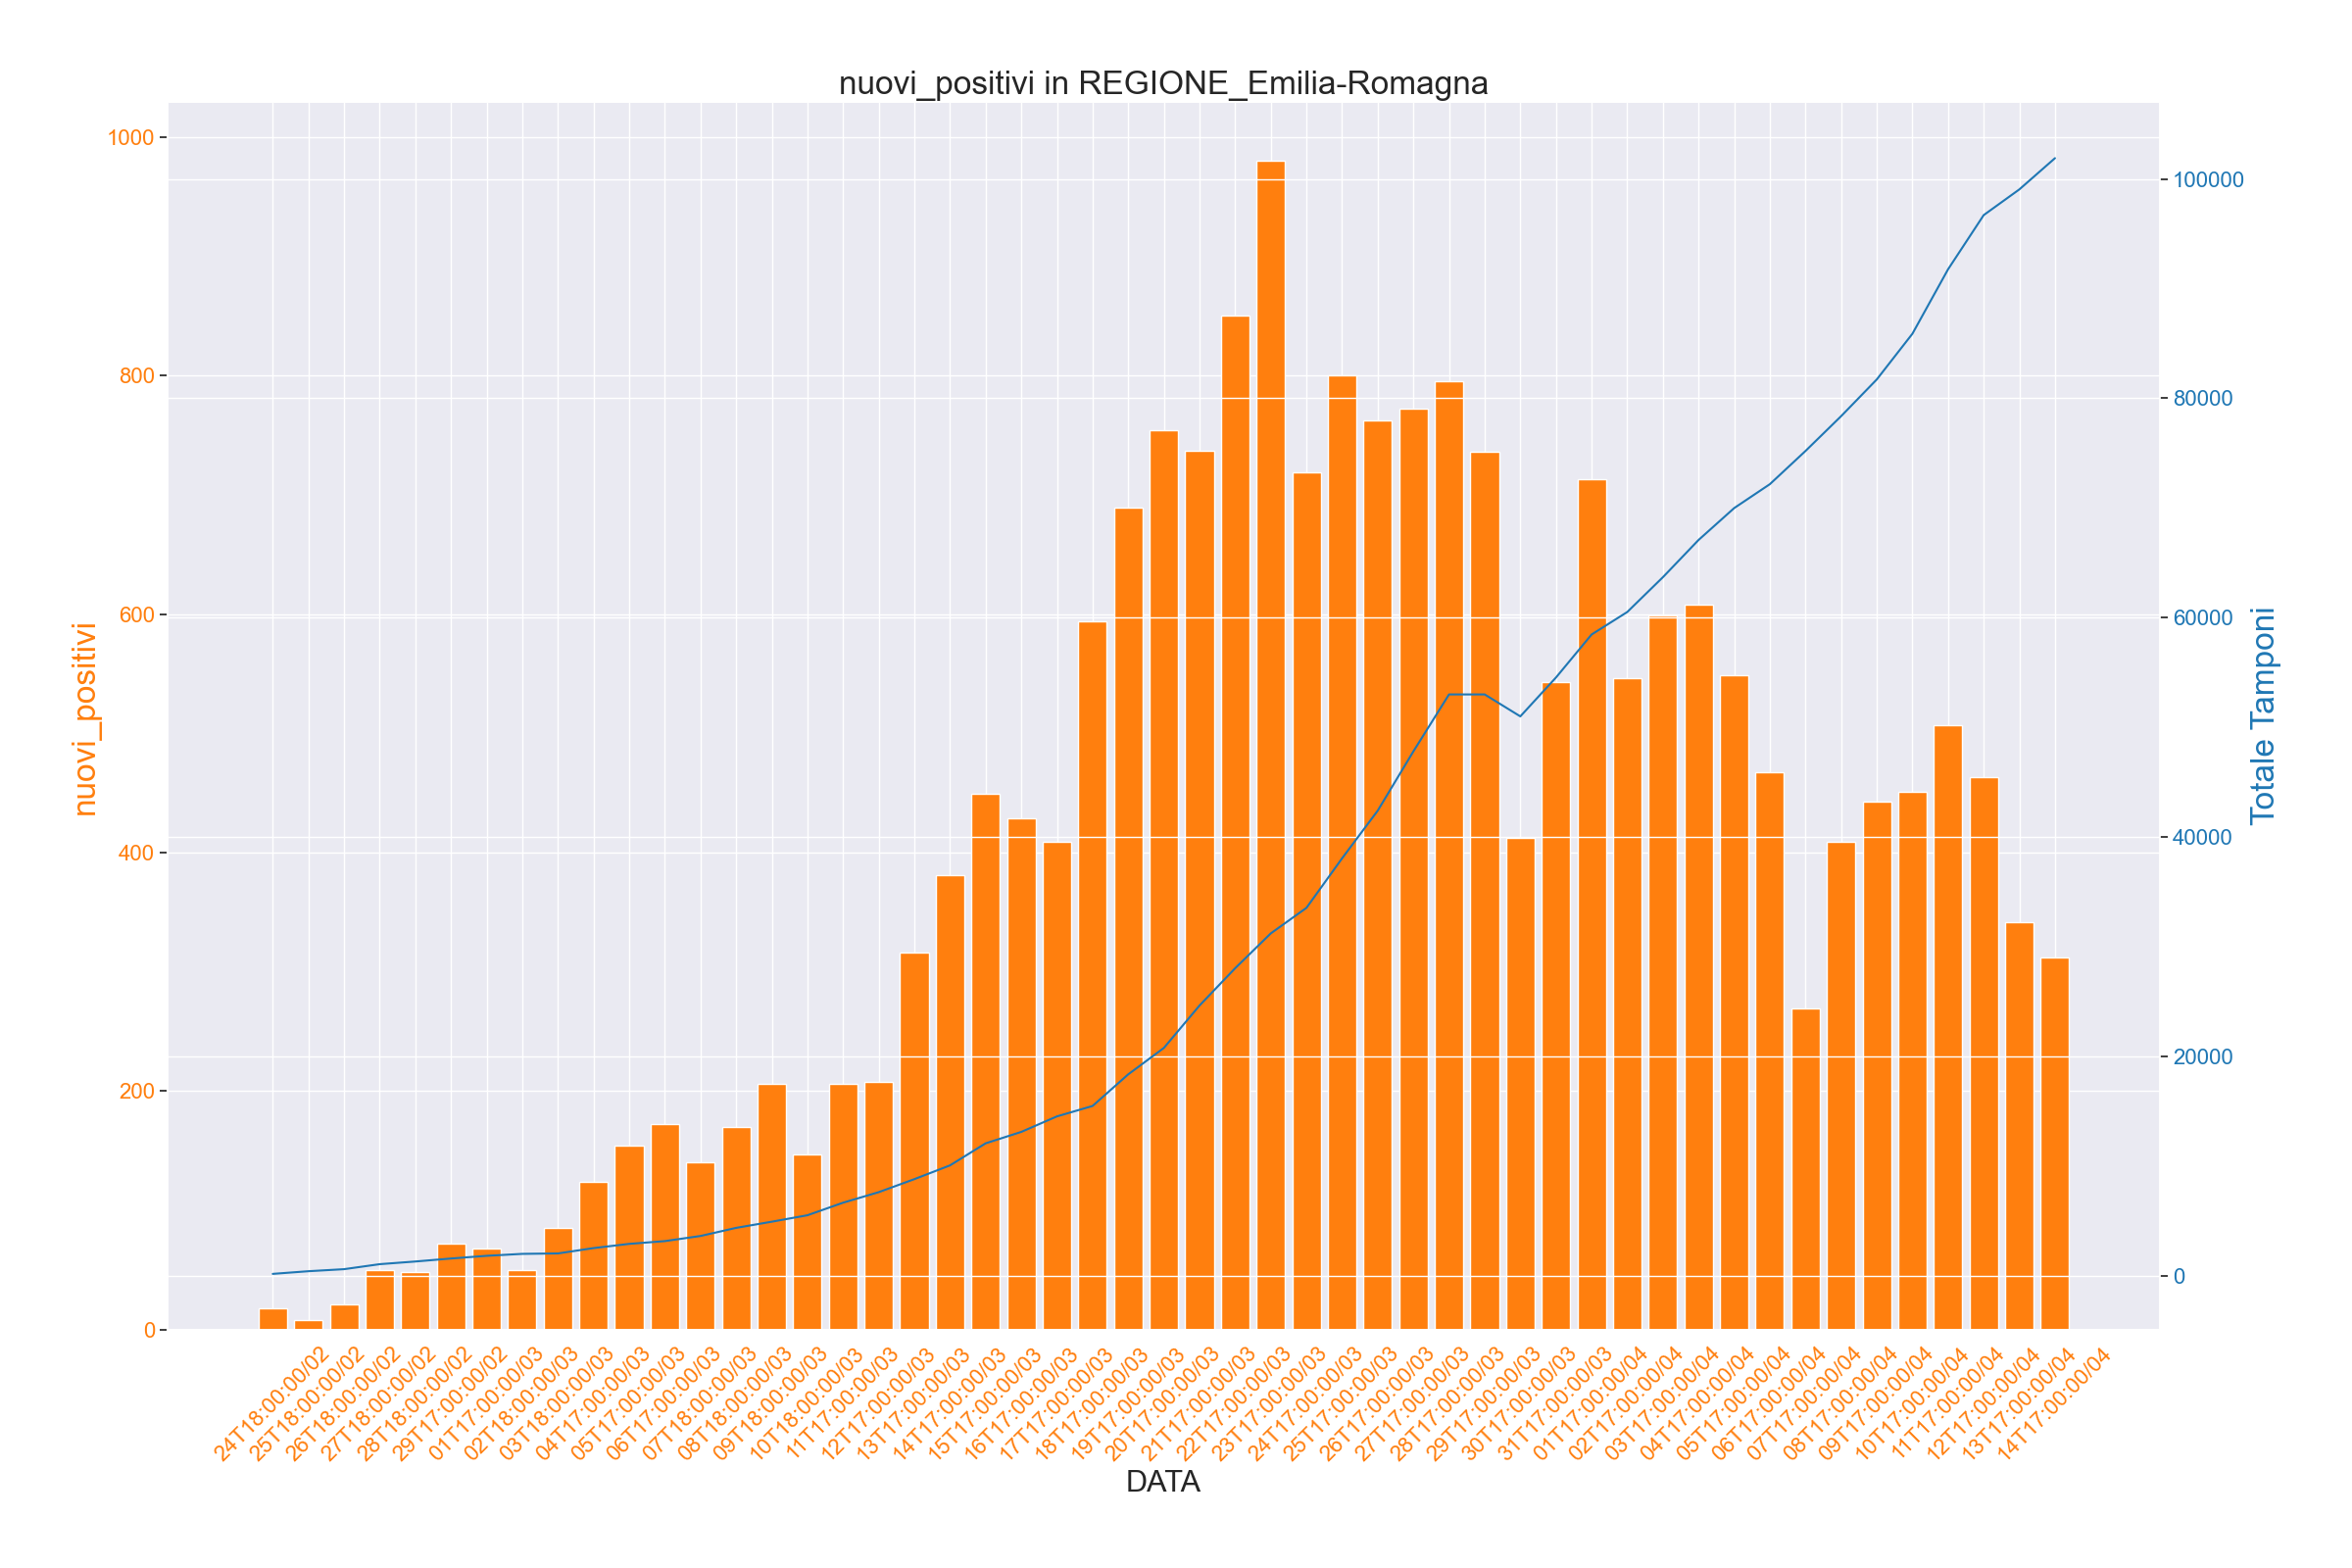 nuovi_positivi in REGIONE_Emilia-Romagna
1000
800
600
400
200
0
nuovi_positivi
100000
80000
60000
40000
20000
0
Totale Tamponi
24T18:00:00/02
25T18:00:00/02
26T18:00:00/02
27T18:00:00/02
28T18:00:00/02
29T17:00:00/02
01T17:00:00/03
02T18:00:00/03
03T18:00:00/03
04T17:00:00/03
05T17:00:00/03
06T17:00:00/03
07T18:00:00/03
08T18:00:00/03
09T18:00:00/03
10T18:00:00/03
11T17:00:00/03
12T17:00:00/03
13T17:00:00/03
14T17:00:00/03
15T17:00:00/03
16T17:00:00/03
17T17:00:00/03
18T17:00:00/03
19T17:00:00/03
20T17:00:00/03
21T17:00:00/03
22T17:00:00/03
23T17:00:00/03
24T17:00:00/03
25T17:00:00/03
26T17:00:00/03
27T17:00:00/03
28T17:00:00/03
29T17:00:00/03
30T17:00:00/03
31T17:00:00/03
01T17:00:00/04
02T17:00:00/04
03T17:00:00/04
04T17:00:00/04
05T17:00:00/04
06T17:00:00/04
07T17:00:00/04
08T17:00:00/04
09T17:00:00/04
10T17:00:00/04
11T17:00:00/04
12T17:00:00/04
13T17:00:00/04
14T17:00:00/04
DATA